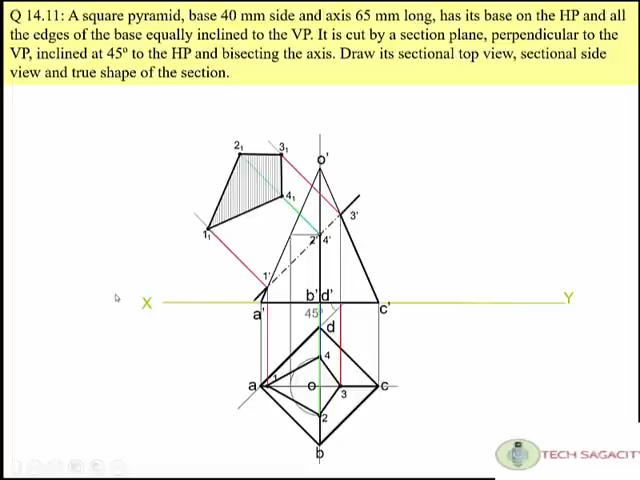 Q 14.11: A square pyramid, base 40 mm side and axis 65 mm long, has its base on the HP and all
the edges of the base equally inclined to the VP. It is cut by a section plane, perpendicular to the
VP, inclined at 45º to the HP and bisecting the axis. Draw its sectional top view, sectional side
view and true shape of the section.
2₁ 3₁
o'
4₁
3'
1₁
2' 4'
1'
X b' d' Y
a' 45° c'
d
4
a 1 o c
3
2
b
TECH SAGACITY